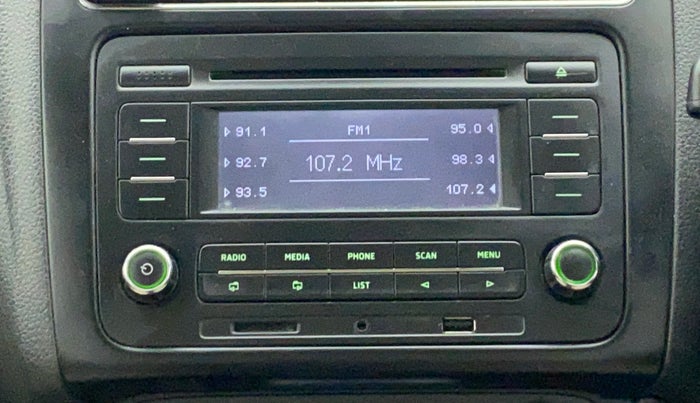 91.1 FM1 95.0
92.7 107.2 MHz 98.3
93.5 107.2
RADIO MEDIA PHONE SCAN MENU
LIST